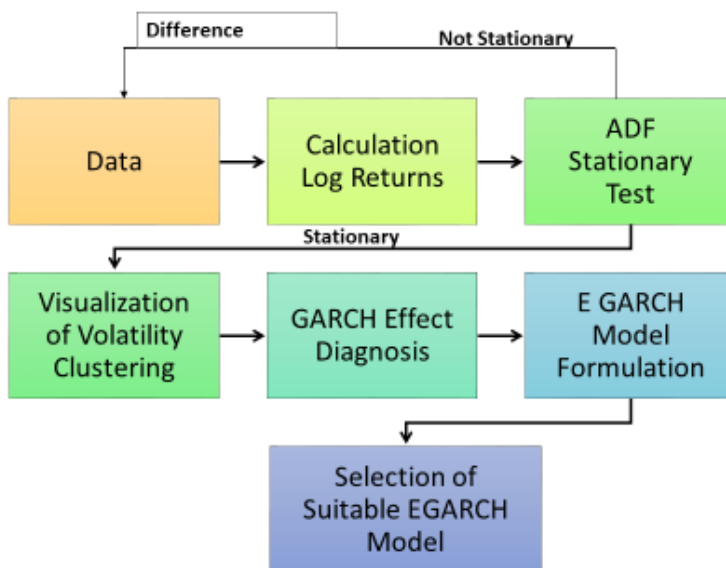 Difference
Not Stationary
Data
Calculation
Log Returns
ADF
Stationary
Test
Stationary
Visualization
of Volatility
Clustering
GARCH Effect
Diagnosis
E GARCH
Model
Formulation
Selection of
Suitable EGARCH
Model